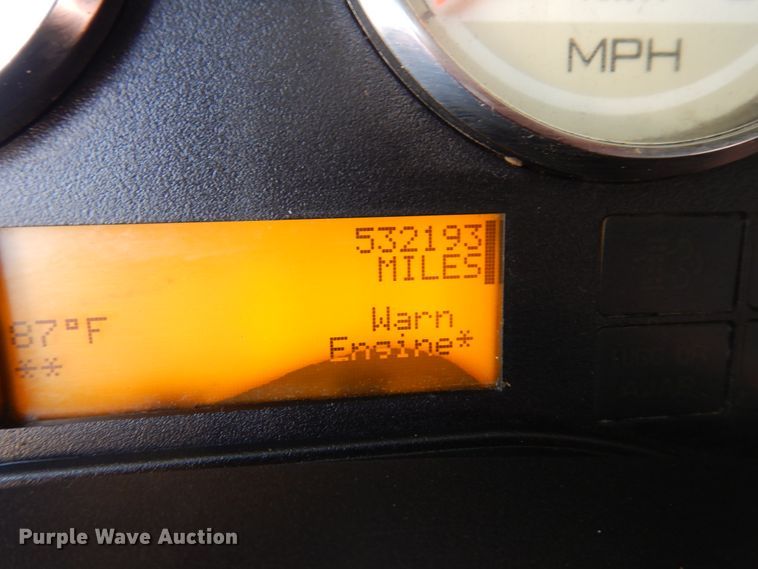 MPH
532193
MILES
87°F
Warn
**
Engine*
Purple Wave Auction